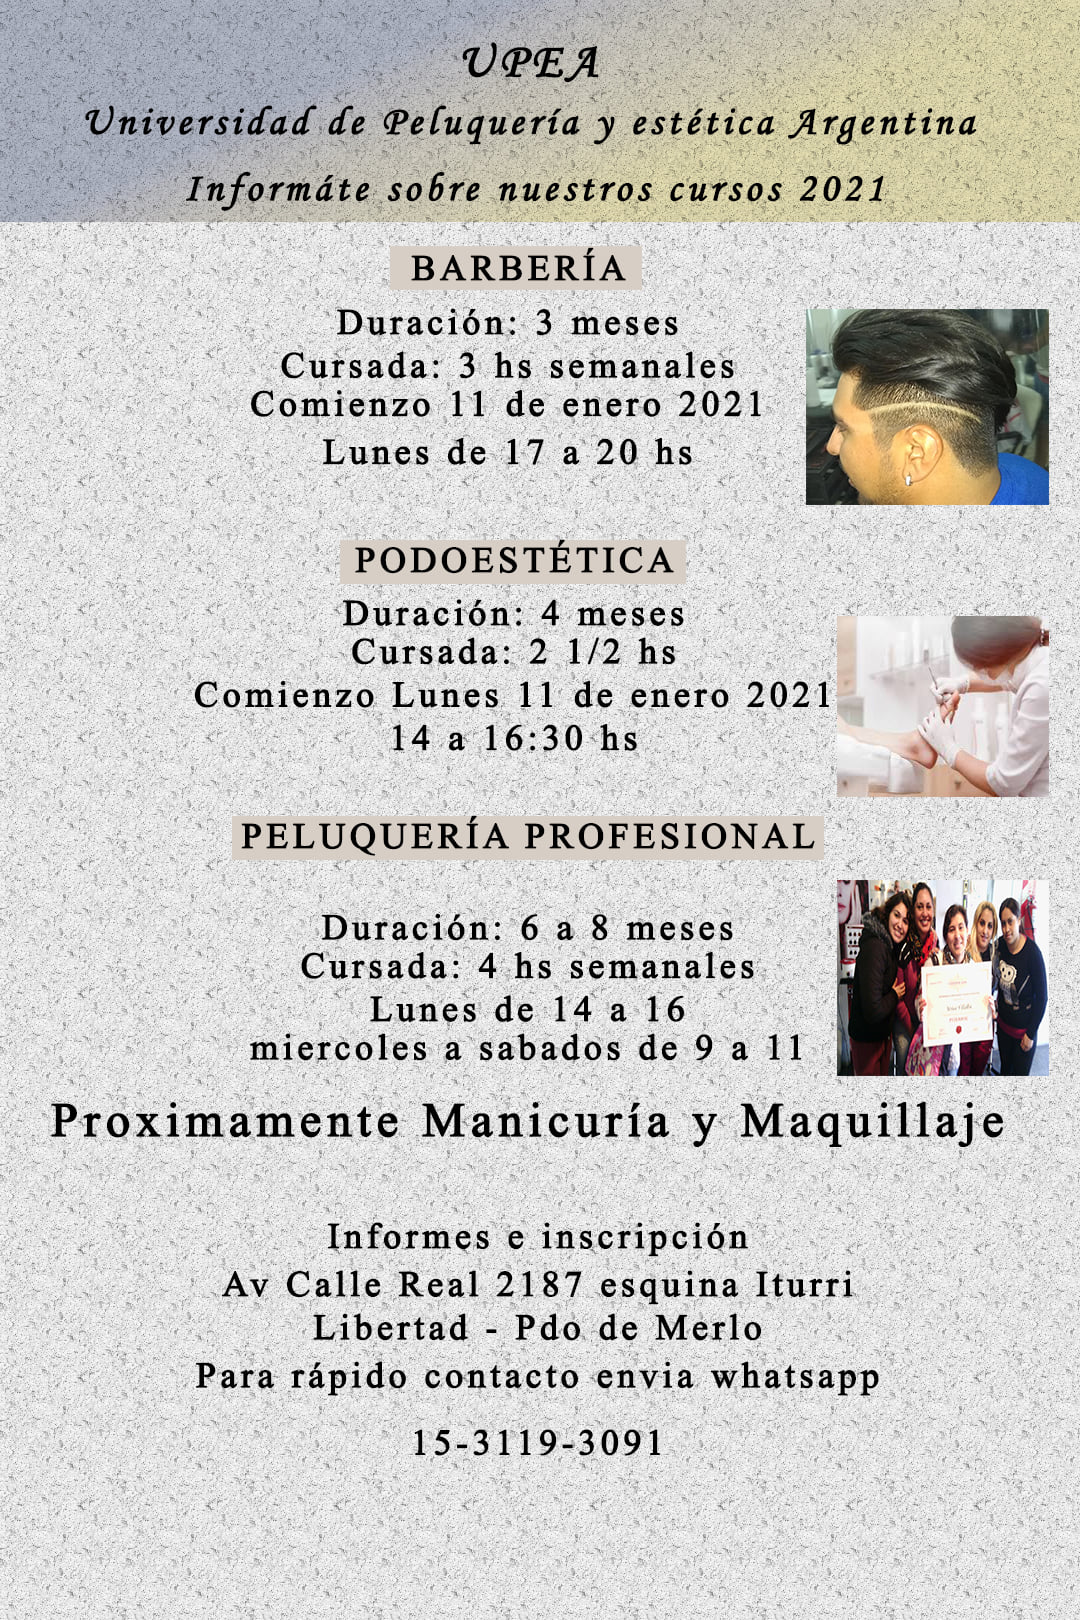 UPEA
Universidad de Peluquería y estética Argentina
Informáte sobre nuestros cursos 2021
BARBERÍA
Duración: 3 meses
Cursada: 3 hs semanales
Comienzo 11 de enero 2021
Lunes de 17 a 20 hs
PODOESTÉTICA
Duración: 4 meses
Cursada: 2 1/2 hs
Comienzo Lunes 11 de enero 2021
14 a 16:30 hs
PELUQUERÍA PROFESIONAL
Duración: 6 a 8 meses
Cursada: 4 hs semanales
Lunes de 14 a 16
miercoles a sabados de 9 a 11
Proximamente Manicuría y Maquillaje
Informes e inscripción
Av Calle Real 2187 esquina Iturri
Libertad - Pdo de Merlo
Para rápido contacto envia whatsapp
15-3119-3091